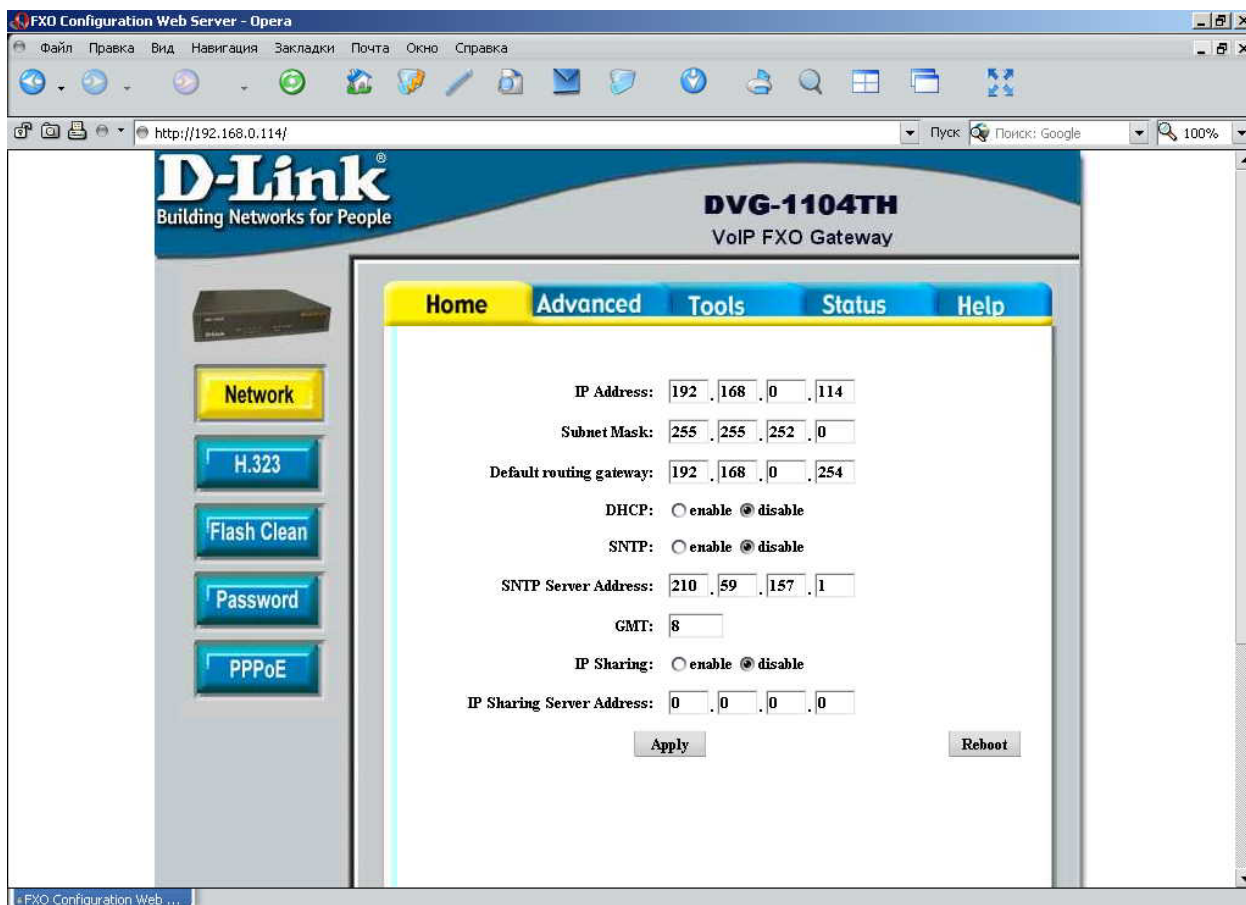 FXO Configuration Web Server - Opera
Файл Правка Вид Навигация Закладки Почта Окно Справка
http://192.168.0.114/ Пуск Поиск: Google 100%
D-Link®
Building Networks for People
DVG-1104TH
VoIP FXO Gateway
Home Advanced Tools Status Help
Network
H.323
Flash Clean
Password
PPPoE
IP Address: 192 . 168 . 0 . 114
Subnet Mask: 255 . 255 . 252 . 0
Default routing gateway: 192 . 168 . 0 . 254
DHCP: enable disable
SNTP: enable disable
SNTP Server Address: 210 . 59 . 157 . 1
GMT: 8
IP Sharing: enable disable
IP Sharing Server Address: 0 . 0 . 0 . 0
Apply Reboot
FXO Configuration Web ...